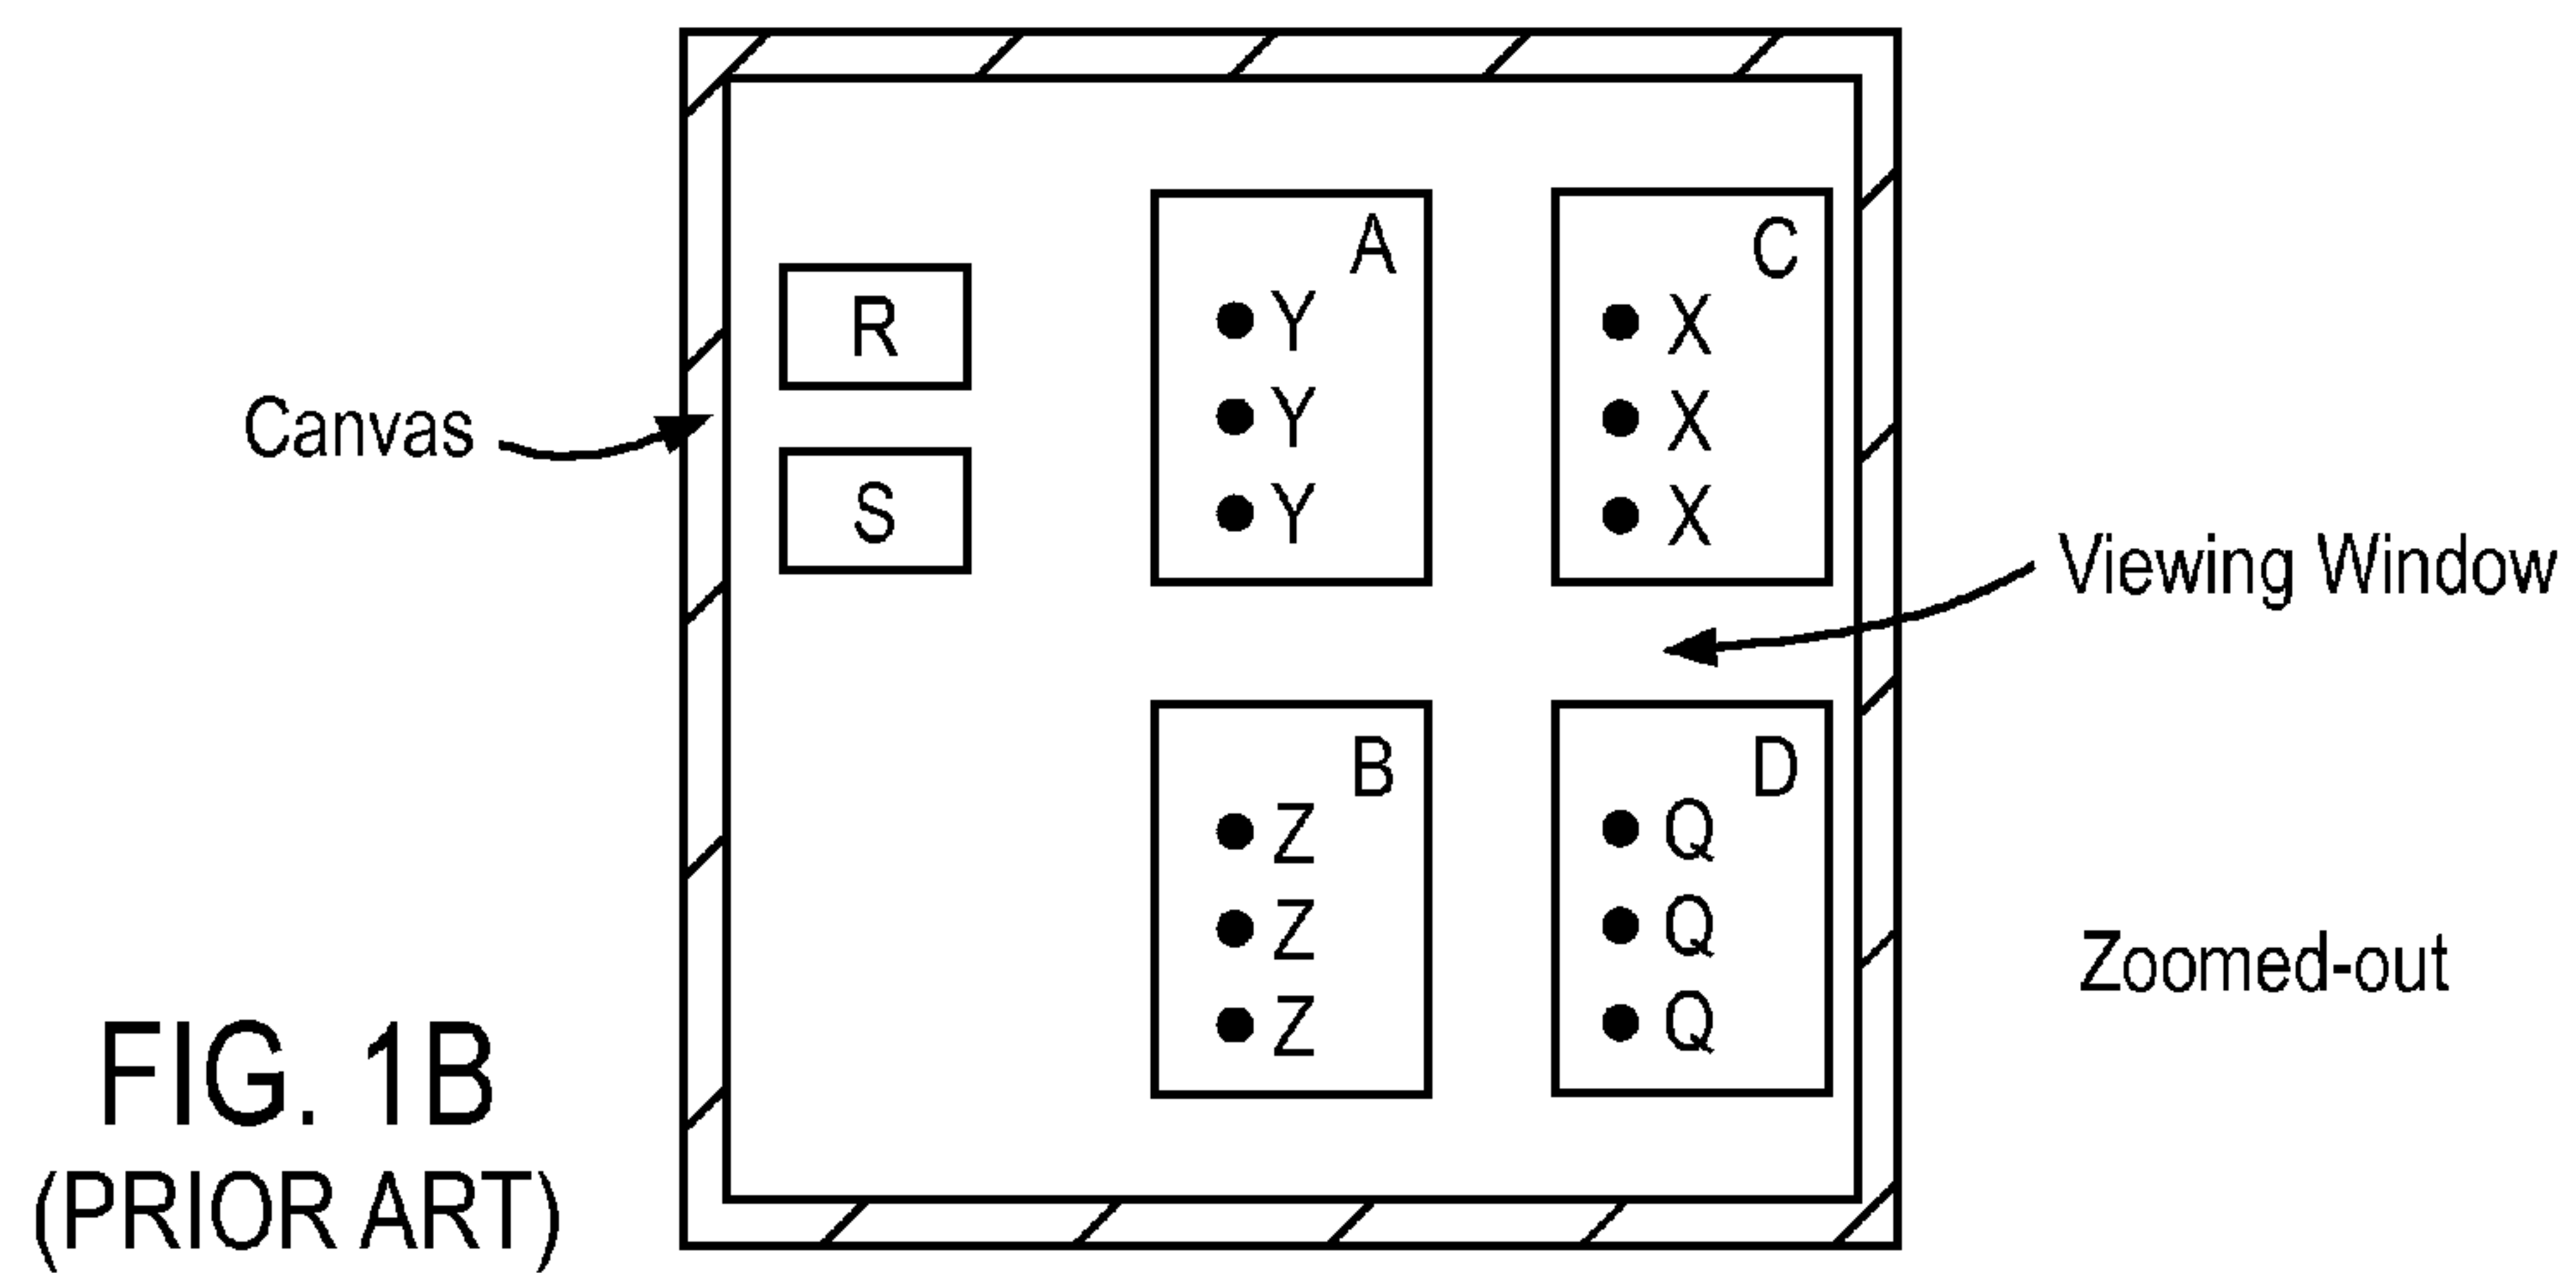 Canvas
R
S
A
• Y
• Y
• Y
C
• X
• X
• X
Viewing Window
B
• Z
• Z
• Z
D
• Q
• Q
• Q
Zoomed-out
FIG. 1B
(PRIOR ART)